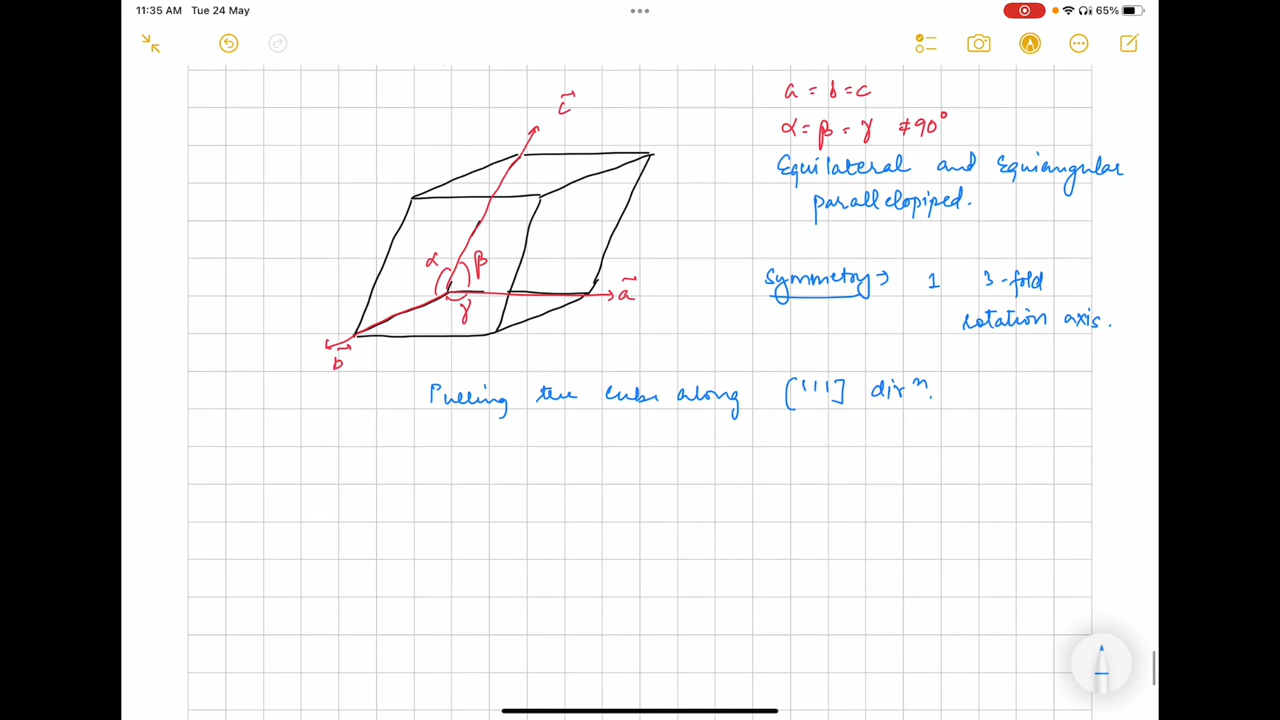 11:35 AM Tue 24 May
65%
c⃗
a = b = c
α = β = γ ≠ 90°
Equilateral and Equiangular
parallelopiped.
α
β
γ
a⃗
b⃗
Symmetry → 1 3-fold
rotation axis.
Pulling the cube along [111] dirⁿ.